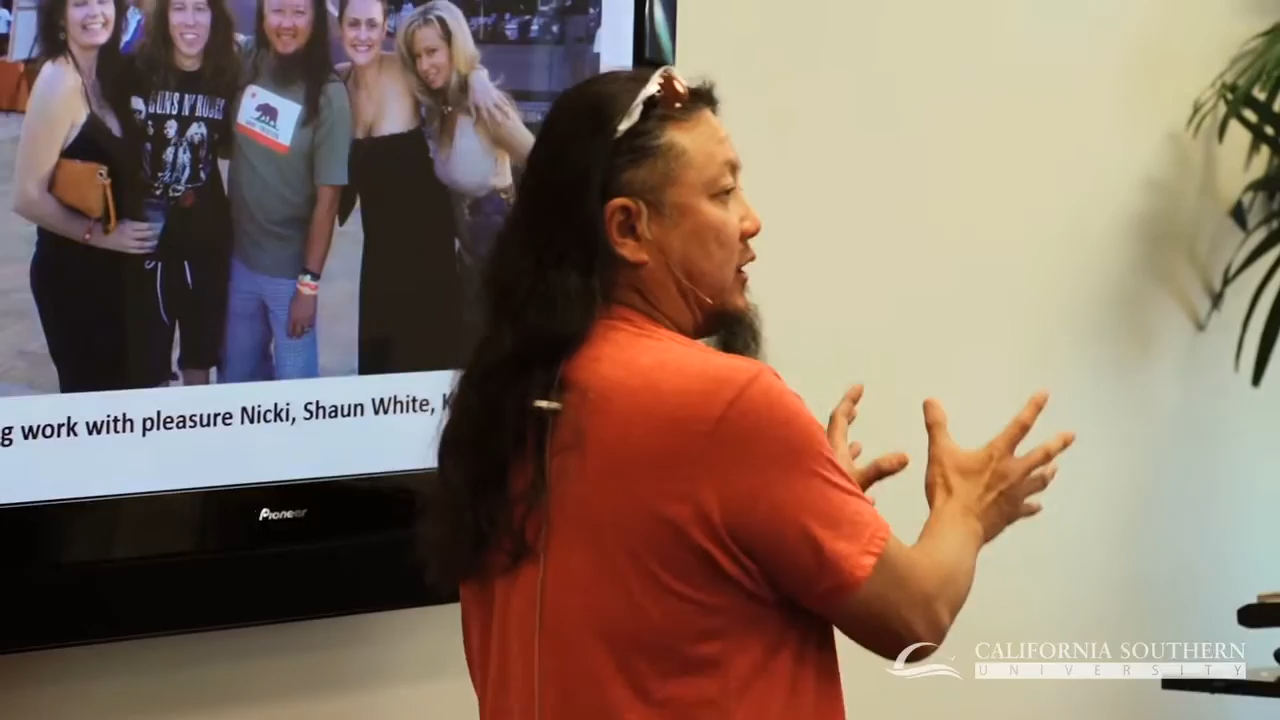 GUNS N' ROSES
g work with pleasure Nicki, Shaun White, K
Pioneer
CALIFORNIA SOUTHERN
UNIVERSITY